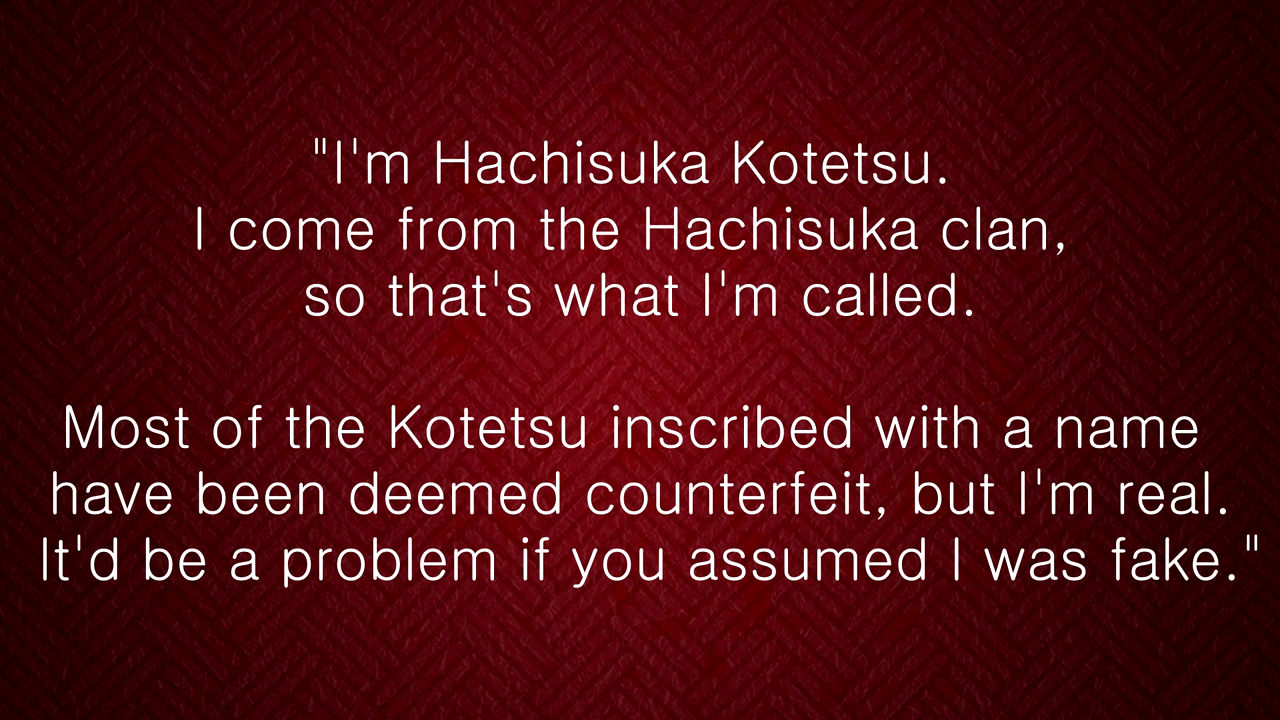 "I'm Hachisuka Kotetsu.
I come from the Hachisuka clan,
so that's what I'm called.
Most of the Kotetsu inscribed with a name
have been deemed counterfeit, but I'm real.
It'd be a problem if you assumed I was fake."